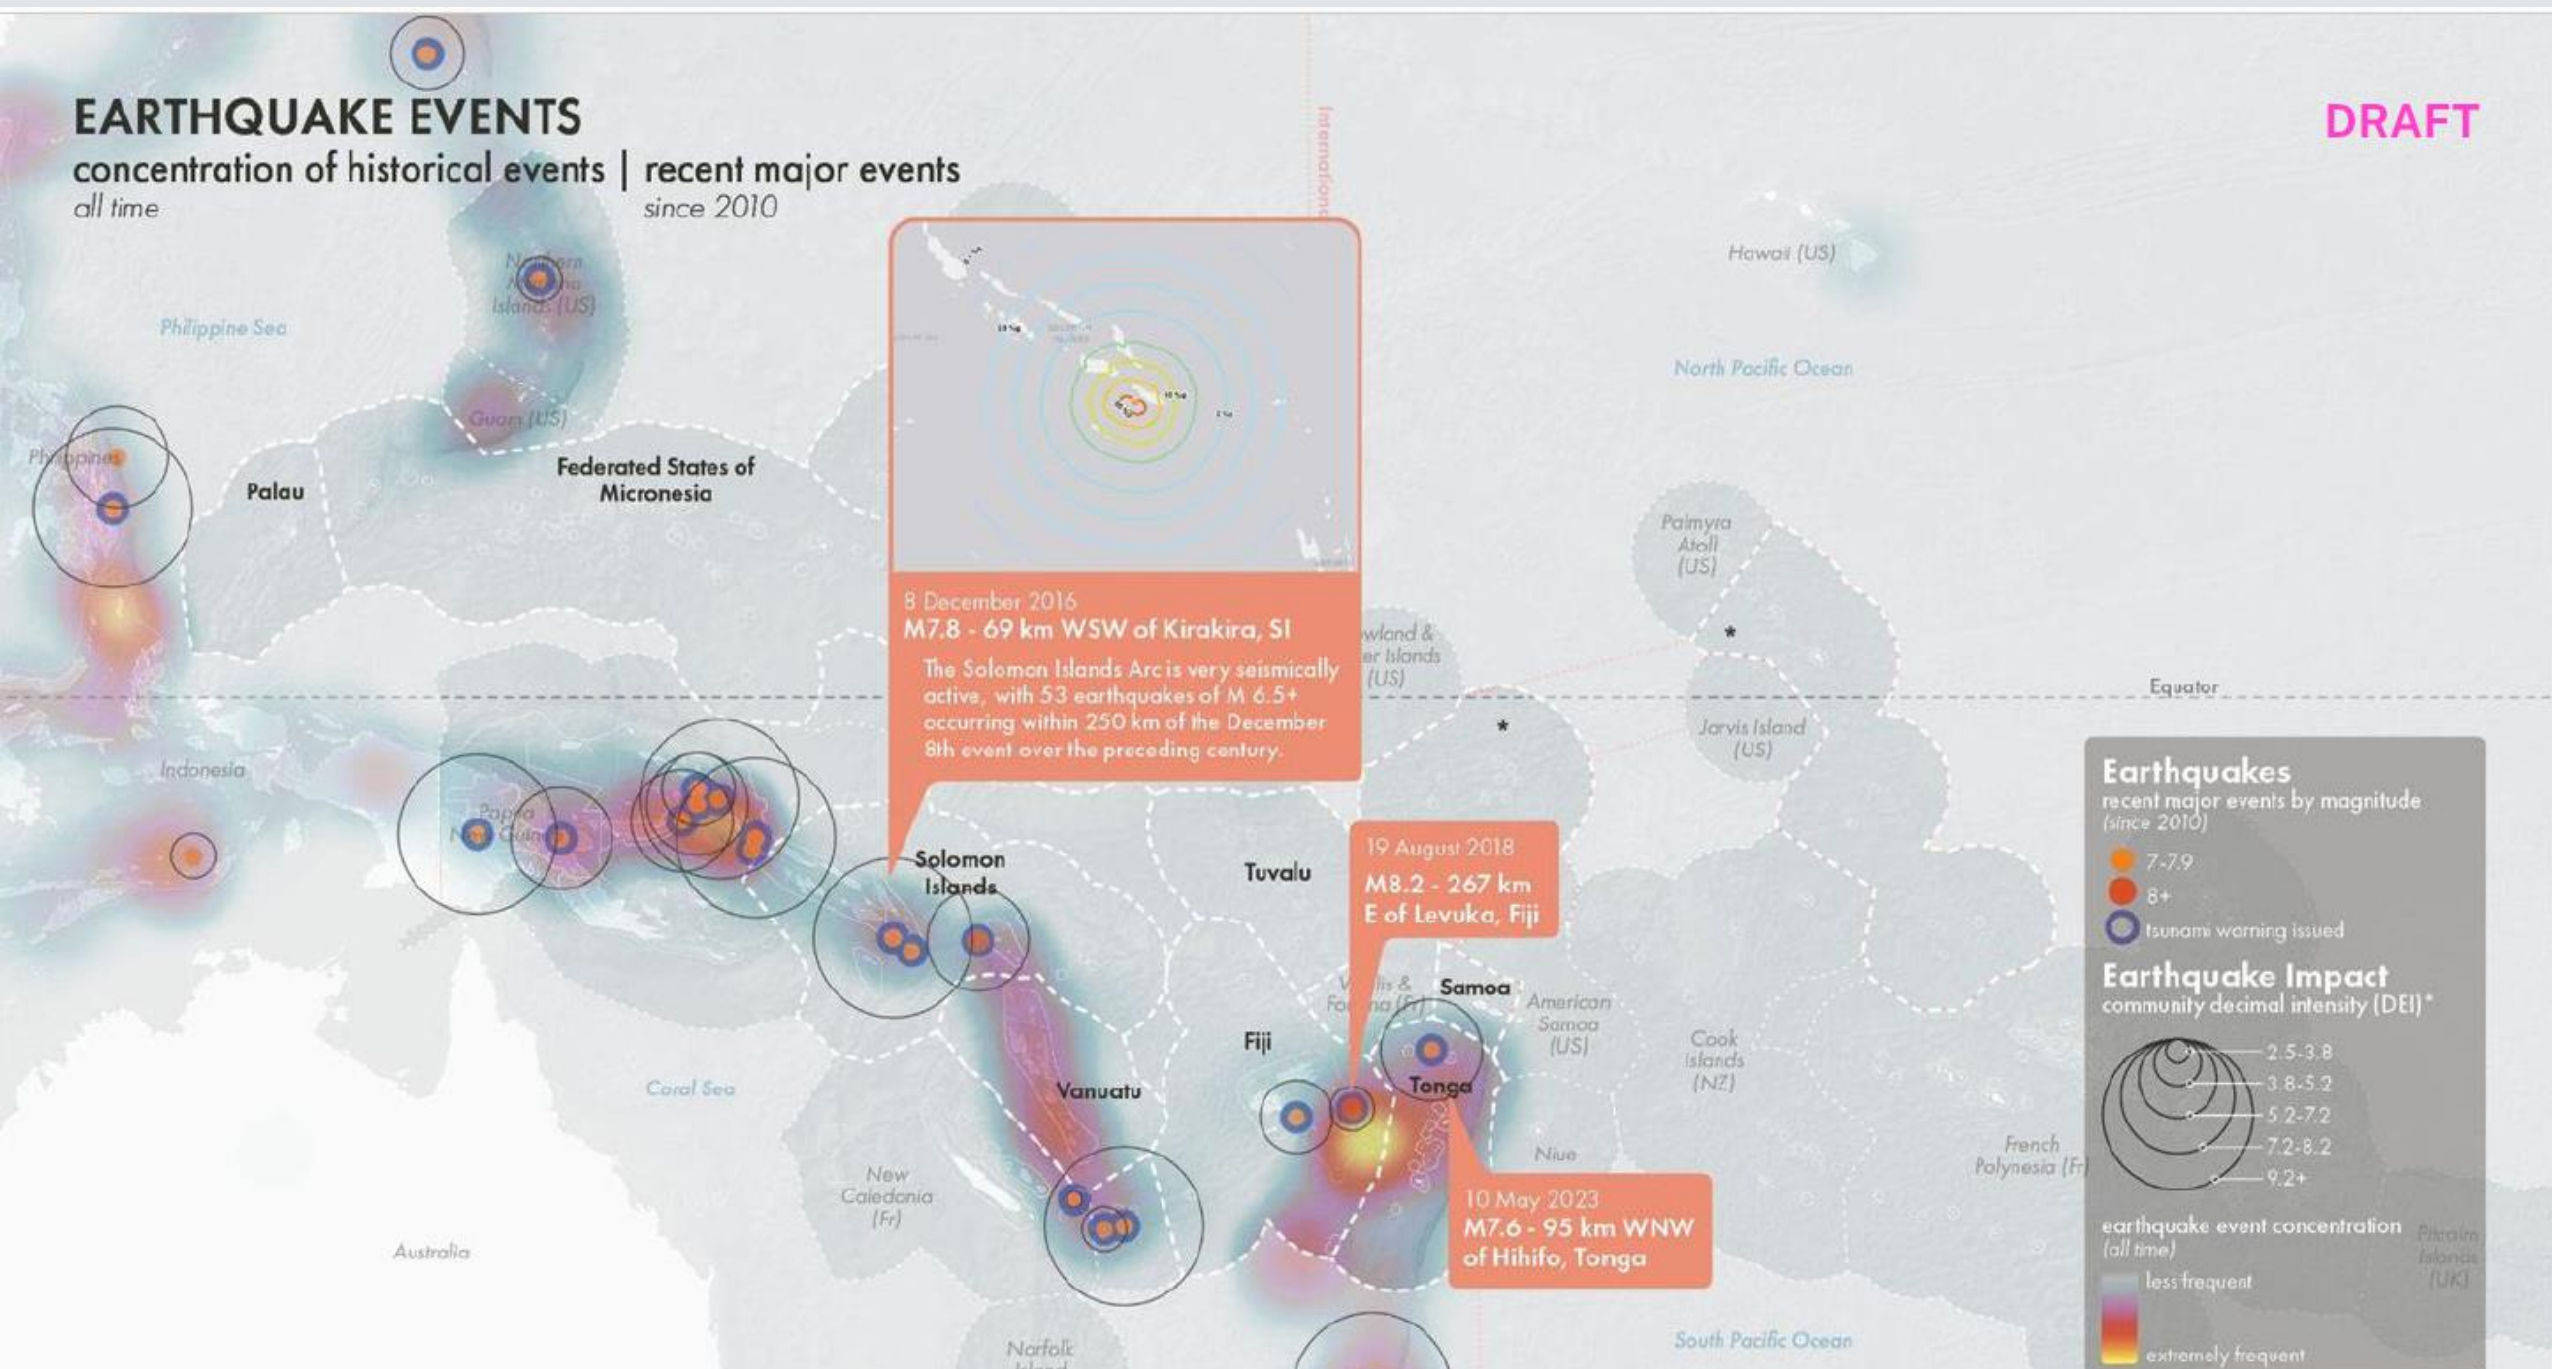 EARTHQUAKE EVENTS
concentration of historical events | recent major events
all time
since 2010
DRAFT
Northern
Islands (US)
Philippine Sea
Guam (US)
Philippines
Palau
Federated States of
Micronesia
Hawaii (US)
North Pacific Ocean
Palmyra
Atoll
(US)
*
8 December 2016
M7.8 - 69 km WSW of Kirakira, SI
The Solomon Islands Arc is very seismically
active, with 53 earthquakes of M 6.5+
occurring within 250 km of the December
8th event over the preceding century.
wland &
er Islands
(US)
Equator
*
Jarvis Island
(US)
Indonesia
Papua
New Guin
Solomon
Islands
Tuvalu
19 August 2018
M8.2 - 267 km
E of Levuka, Fiji
Samoa
American
Samoa
(US)
Fiji
Cook
Islands
(NZ)
Tonga
Vanuatu
Coral Sea
Niue
French
Polynesia (Fr)
New
Caledonia
(Fr)
Australia
10 May 2023
M7.6 - 95 km WNW
of Hihifo, Tonga
Norfolk
South Pacific Ocean
Earthquakes
recent major events by magnitude
(since 2010)
7-7.9
8+
tsunami warning issued
Earthquake Impact
community decimal intensity (DEI)*
2.5-3.8
3.8-5.2
5.2-7.2
7.2-8.2
9.2+
earthquake event concentration
(all time)
less frequent
extremely frequent
Pitcairn
Islands
(UK)